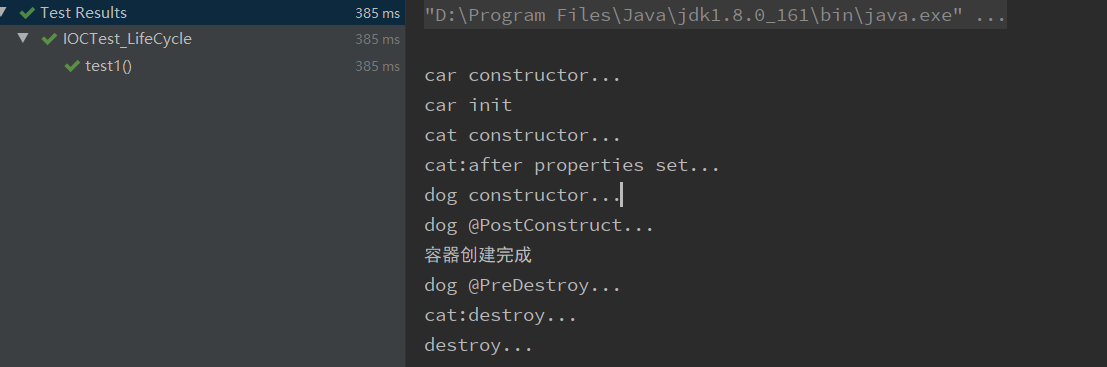 Test Results 385 ms
IOCTest_LifeCycle 385 ms
test1() 385 ms
"D:\Program Files\Java\jdk1.8.0_161\bin\java.exe" ...
car constructor...
car init
cat constructor...
cat:after properties set...
dog constructor...
dog @PostConstruct...
容器创建完成
dog @PreDestroy...
cat:destroy...
destroy...